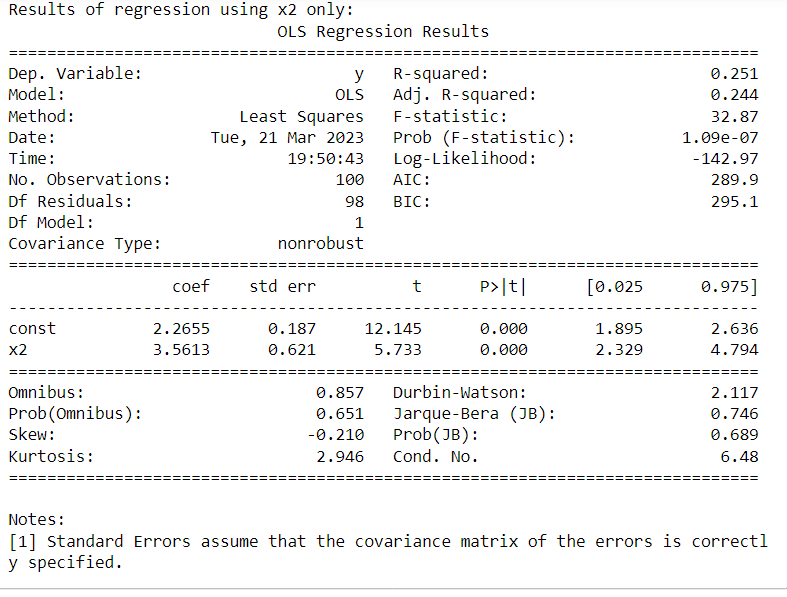 Results of regression using x2 only:
OLS Regression Results
==============================================================================
Dep. Variable:                      y   R-squared:                       0.251
Model:                            OLS   Adj. R-squared:                  0.244
Method:                 Least Squares   F-statistic:                     32.87
Date:                Tue, 21 Mar 2023   Prob (F-statistic):           1.09e-07
Time:                        19:50:43   Log-Likelihood:                -142.97
No. Observations:                 100   AIC:                             289.9
Df Residuals:                      98   BIC:                             295.1
Df Model:                           1
Covariance Type:            nonrobust
==============================================================================
                 coef    std err          t      P>|t|      [0.025      0.975]
------------------------------------------------------------------------------
const          2.2655      0.187     12.145      0.000       1.895       2.636
x2             3.5613      0.621      5.733      0.000       2.329       4.794
==============================================================================
Omnibus:                        0.857   Durbin-Watson:                   2.117
Prob(Omnibus):                  0.651   Jarque-Bera (JB):                0.746
Skew:                          -0.210   Prob(JB):                        0.689
Kurtosis:                       2.946   Cond. No.                         6.48
==============================================================================
Notes:
[1] Standard Errors assume that the covariance matrix of the errors is correctl
y specified.